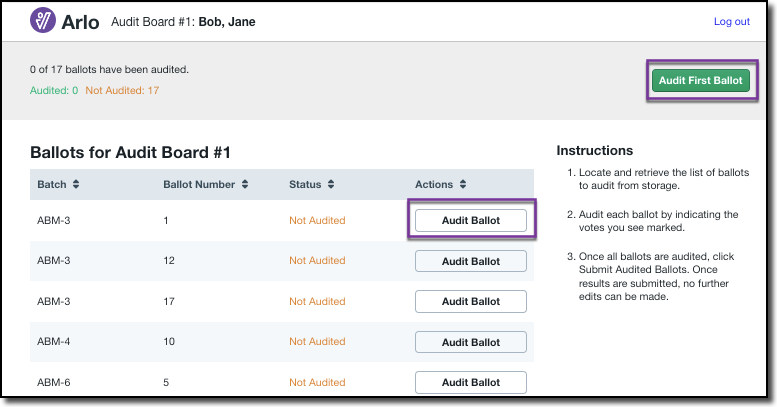 Arlo Audit Board #1: Bob, Jane Log out
0 of 17 ballots have been audited.
Audited: 0 Not Audited: 17
Audit First Ballot
Ballots for Audit Board #1
Batch Ballot Number Status Actions
ABM-3 1 Not Audited Audit Ballot
ABM-3 12 Not Audited Audit Ballot
ABM-3 17 Not Audited Audit Ballot
ABM-4 10 Not Audited Audit Ballot
ABM-6 5 Not Audited Audit Ballot
Instructions
1. Locate and retrieve the list of ballots
to audit from storage.
2. Audit each ballot by indicating the
votes you see marked.
3. Once all ballots are audited, click
Submit Audited Ballots. Once
results are submitted, no further
edits can be made.